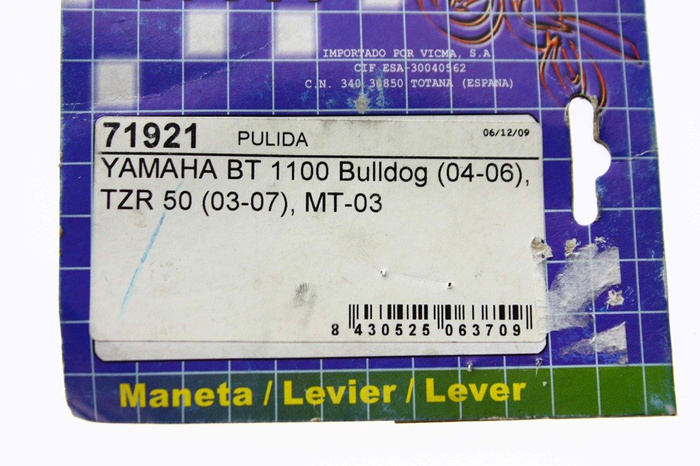 IMPORTADO POR VICMA, S.A
CIF ESA-30040562
C.N. 340 30850 TOTANA (ESPAÑA)
71921 PULIDA 06/12/09
YAMAHA BT 1100 Bulldog (04-06),
TZR 50 (03-07), MT-03
8 430525 063709
Maneta / Levier / Lever